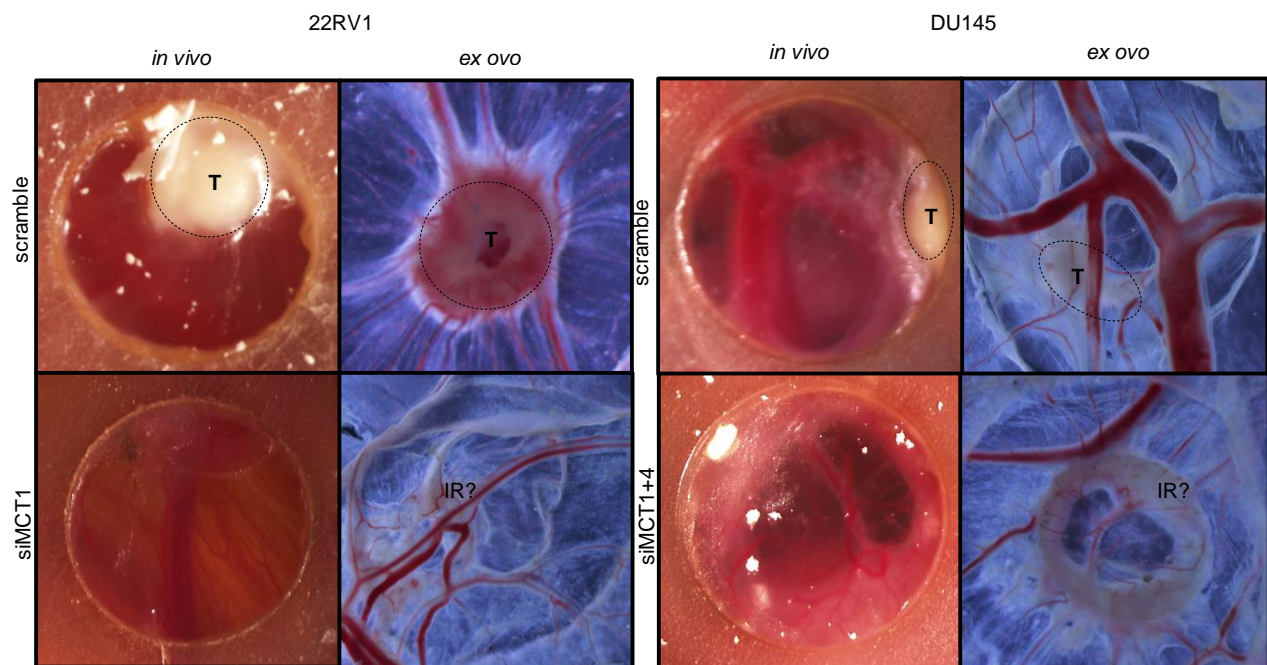 22RV1
DU145
in vivo
ex ovo
in vivo
ex ovo
scramble
T
T
scramble
T
T
siMCT1
IR?
siMCT1+4
IR?